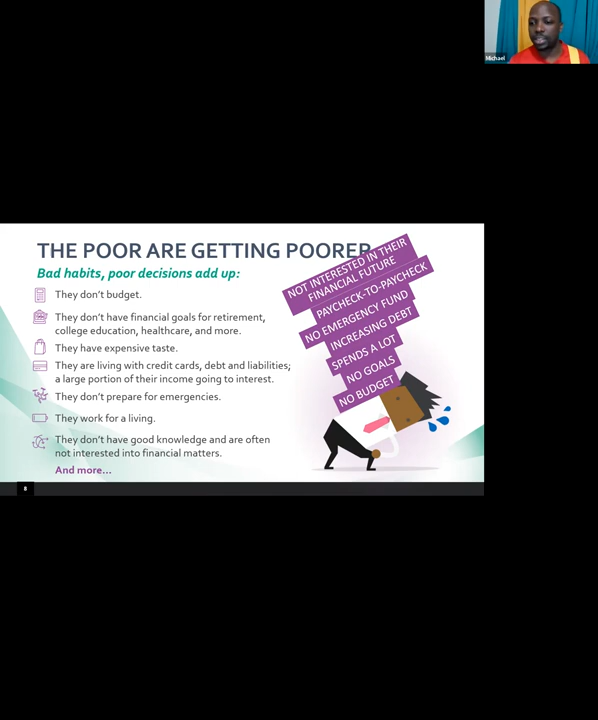 Michael
THE POOR ARE GETTING POORER
Bad habits, poor decisions add up:
They don't budget.
They don't have financial goals for retirement,
college education, healthcare, and more.
They have expensive taste.
They are living with credit cards, debt and liabilities;
a large portion of their income going to interest.
They don't prepare for emergencies.
They work for a living.
They don't have good knowledge and are often
not interested into financial matters.
And more...
NOT INTERESTED IN THEIR
FINANCIAL FUTURE
PAYCHECK-TO-PAYCHECK
NO EMERGENCY FUND
INCREASING DEBT
SPENDS A LOT
NO GOALS
NO BUDGET
8